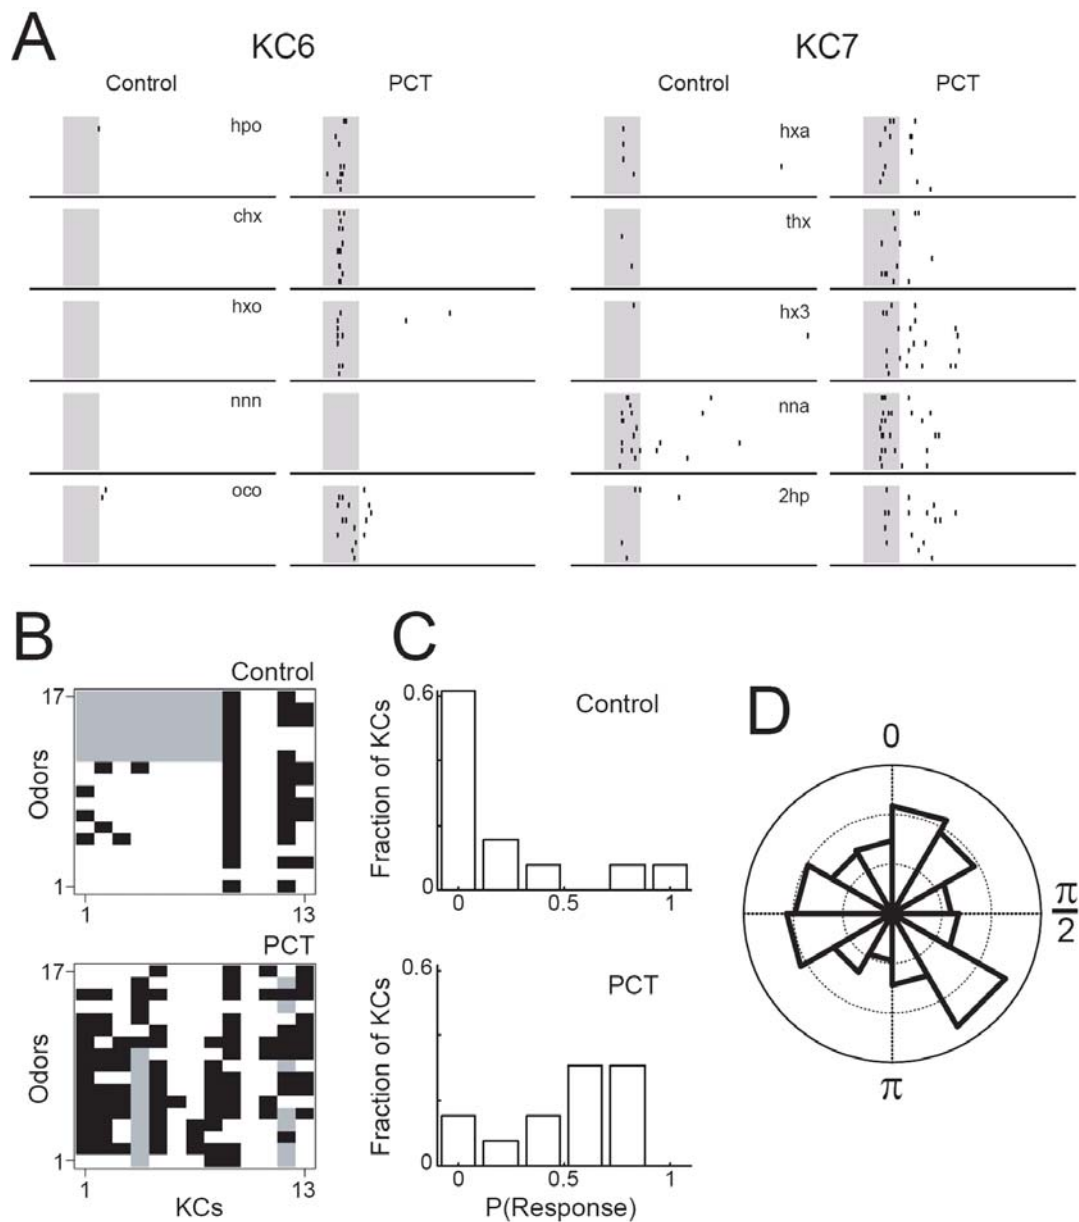 A
KC6
KC7
Control
PCT
Control
PCT
hpo
hxa
chx
thx
hxo
hx3
nnn
nna
oco
2hp
B
C
D
Control
17
Odors
1
1
13
PCT
17
Odors
1
1
13
KCs
0.6
Control
Fraction of KCs
0
0
0.5
1
0.6
PCT
Fraction of KCs
0
0
0.5
1
P(Response)
0
π
2
π